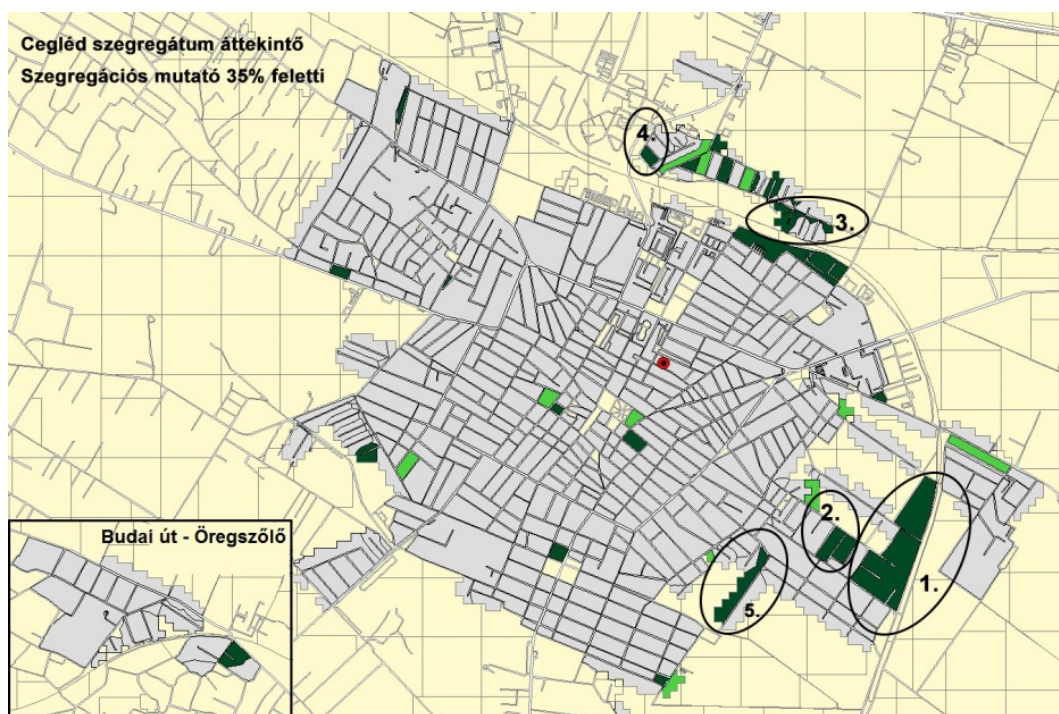 Cegléd szegregátum áttekintő
Szegregációs mutató 35% feletti
4.
3.
2.
1.
5.
Budai út - Öregszőlő